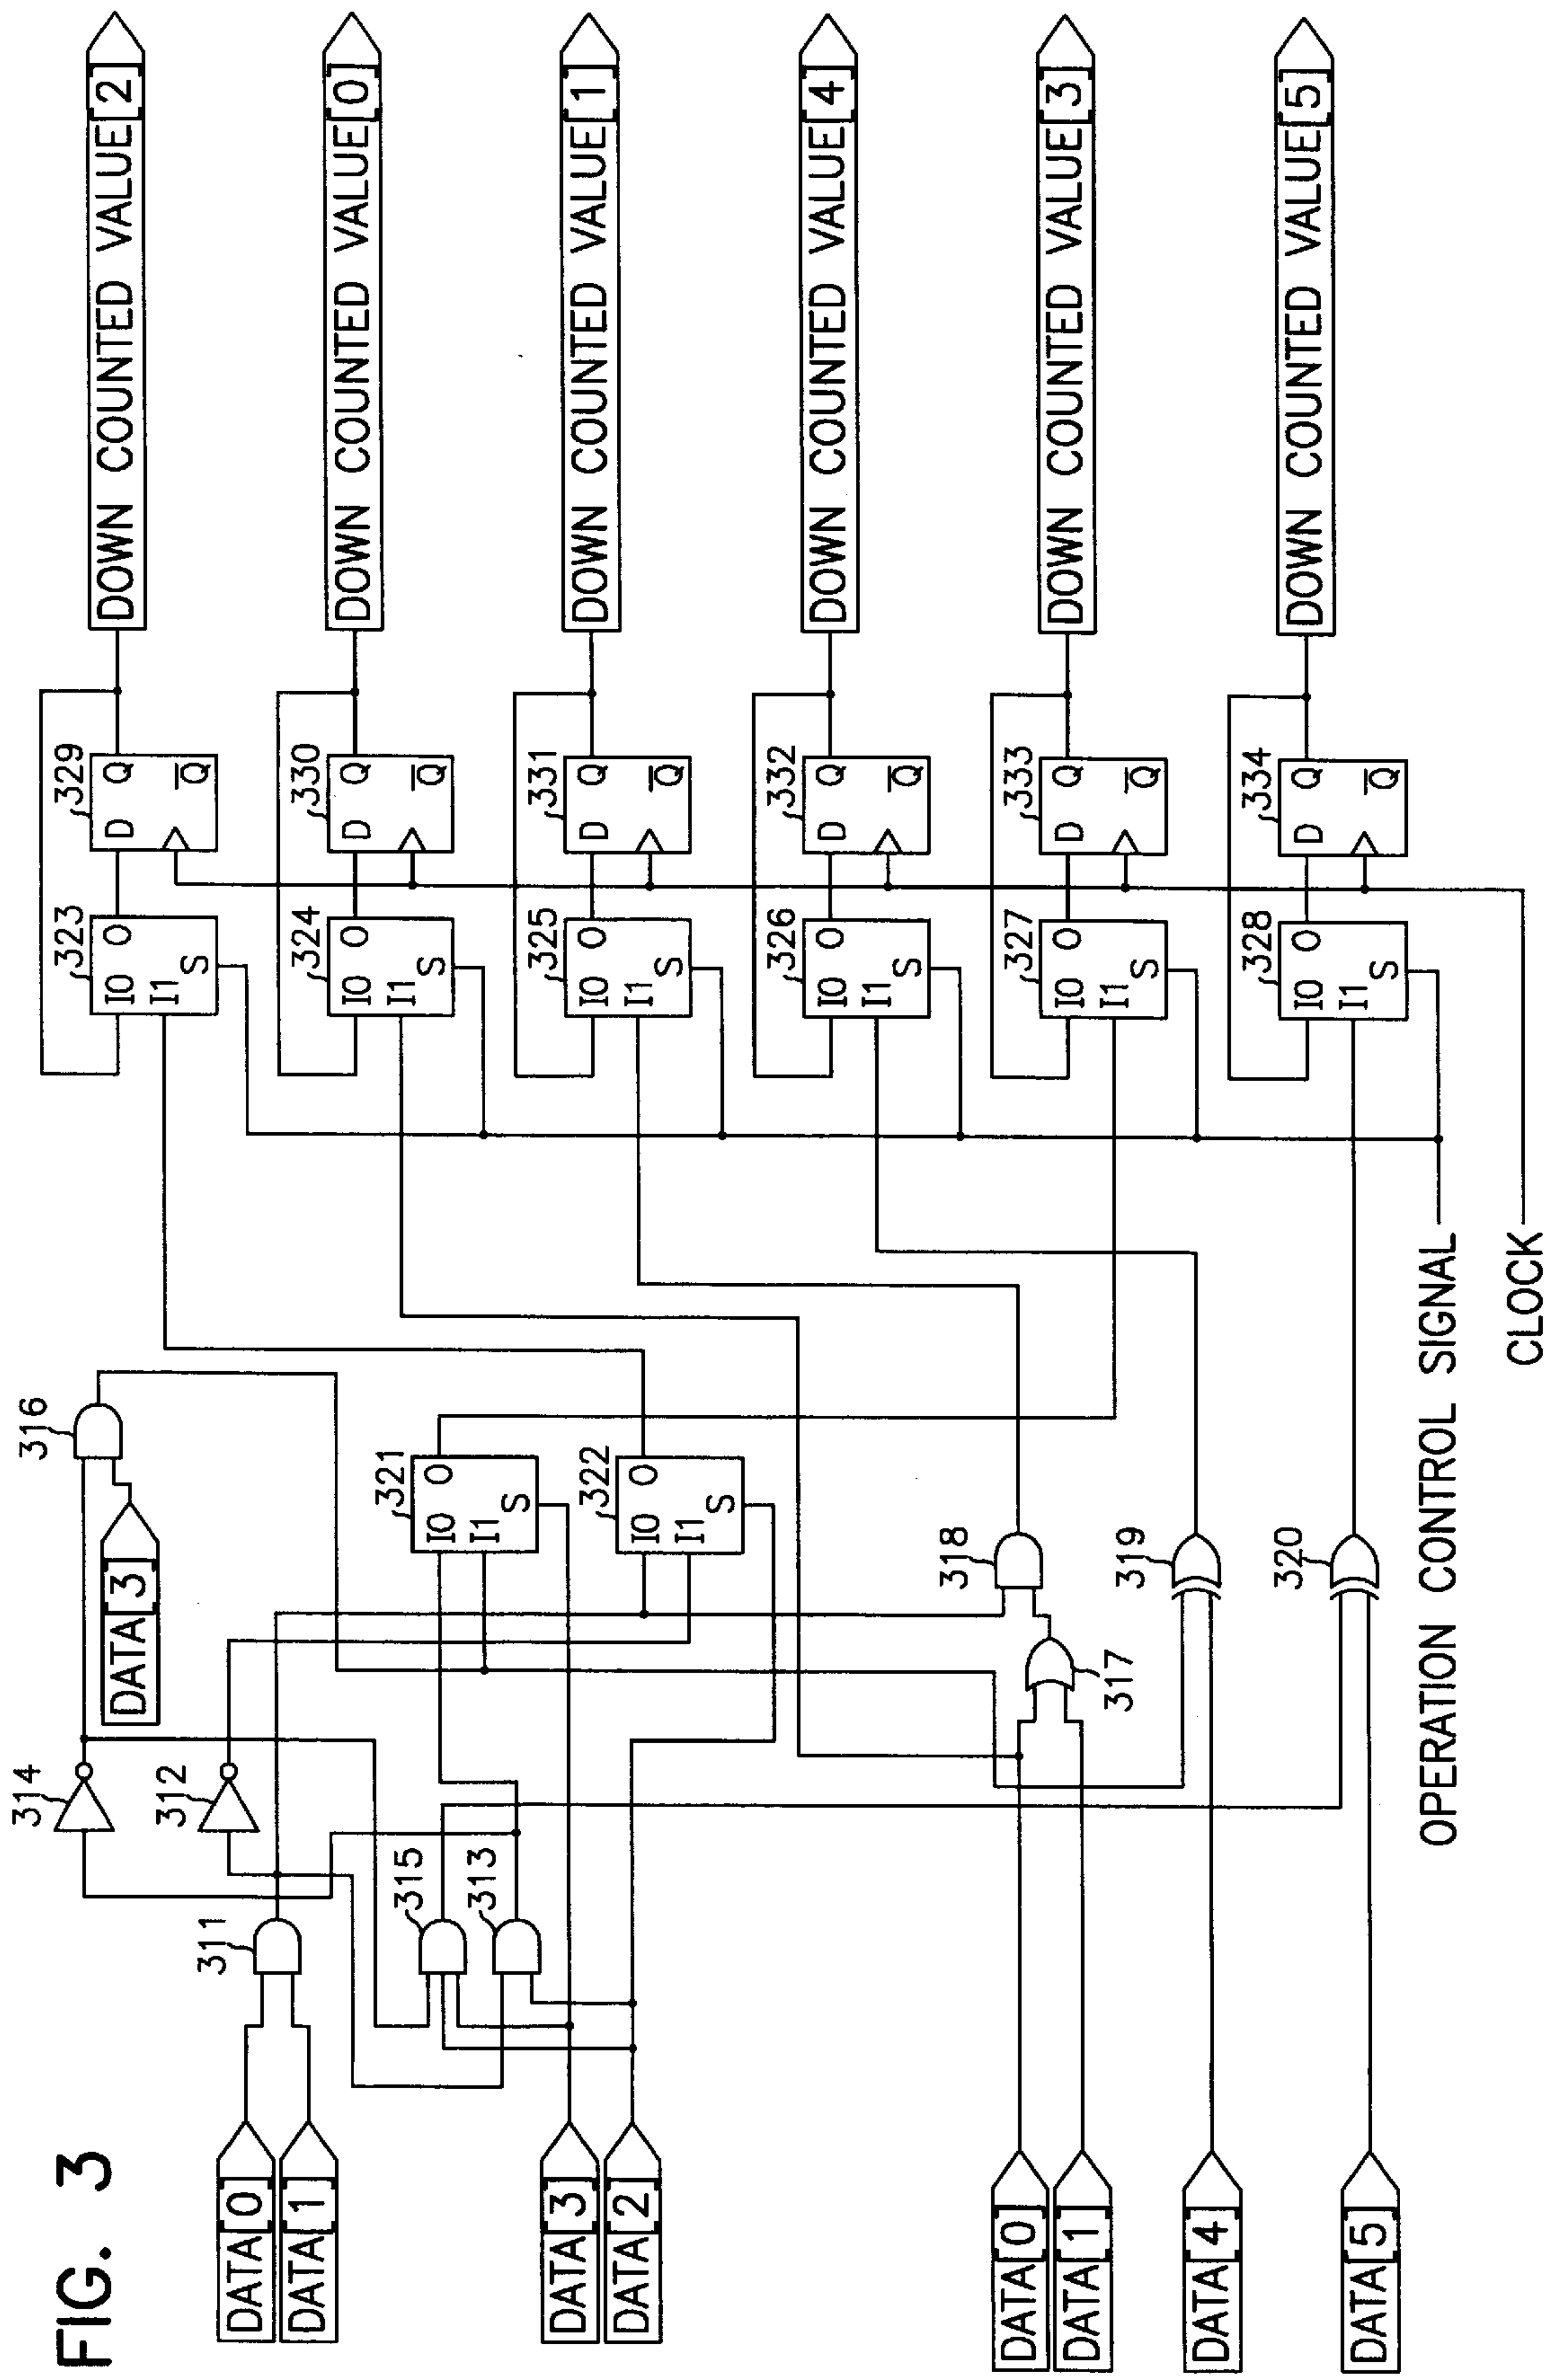 FIG. 3
DATA[0]
DATA[1]
DATA[3]
DATA[2]
DATA[0]
DATA[1]
DATA[4]
DATA[5]
311
315
313
314
312
DATA[3]
316
317
318
319
320
321
I0 O
I1
S
322
I0 O
I1
S
OPERATION CONTROL SIGNAL
CLOCK
323
I0 O
I1
S
329
D Q
Q
DOWN COUNTED VALUE[2]
324
I0 O
I1
S
330
D Q
Q
DOWN COUNTED VALUE[0]
325
I0 O
I1
S
331
D Q
Q
DOWN COUNTED VALUE[1]
326
I0 O
I1
S
332
D Q
Q
DOWN COUNTED VALUE[4]
327
I0 O
I1
S
333
D Q
Q
DOWN COUNTED VALUE[3]
328
I0 O
I1
S
334
D Q
Q
DOWN COUNTED VALUE[5]